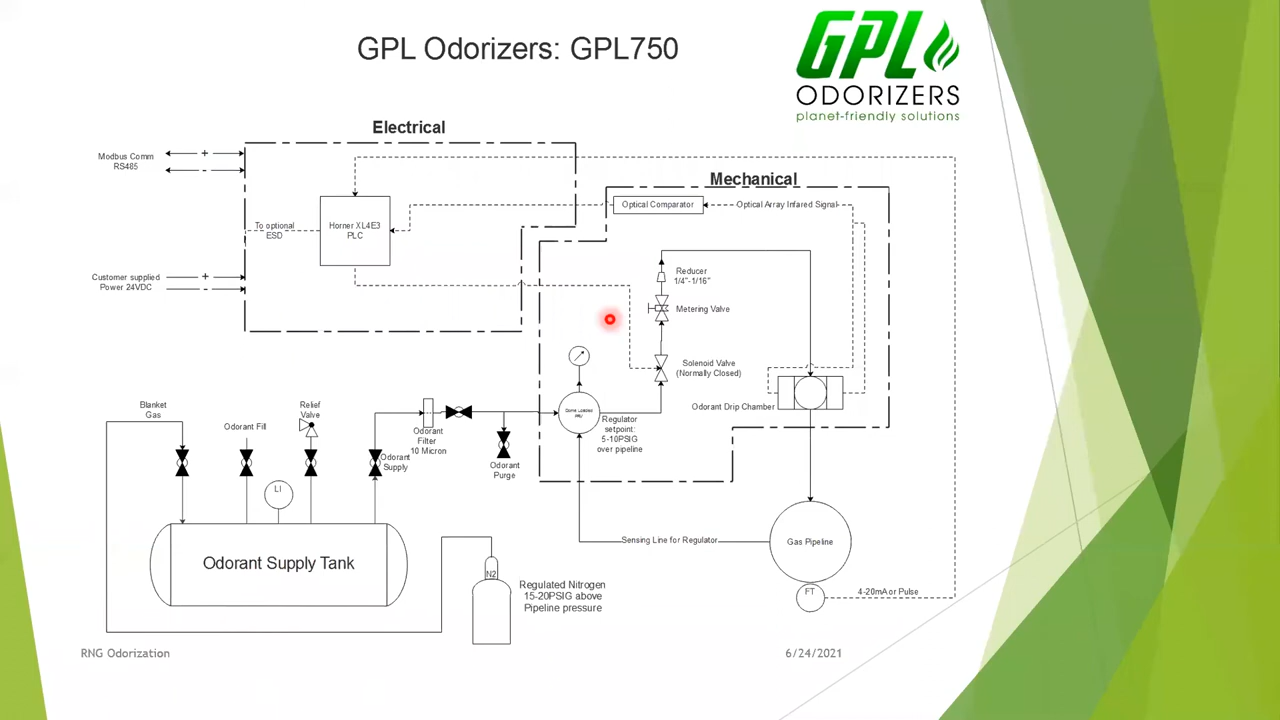 GPL Odorizers: GPL750
GPL
ODORIZERS
planet-friendly solutions
Electrical
Modbus Comm
RS485
+
-
Mechanical
Optical Comparator
Optical Array Infared Signal
To optional
ESD
Horner XL4E3
PLC
Customer supplied
Power 24VDC
+
-
Reducer
1/4"-1/16"
Metering Valve
Solenoid Valve
(Normally Closed)
Odorant Drip Chamber
Blanket
Gas
Odorant Fill
Relief
Valve
Odorant
Supply
Odorant
Filter
10 Micron
Odorant
Purge
Regulator
setpoint:
5-10PSIG
over pipeline
LI
Odorant Supply Tank
Sensing Line for Regulator
Gas Pipeline
N2
Regulated Nitrogen
15-20PSIG above
Pipeline pressure
FT
4-20mA or Pulse
RNG Odorization
6/24/2021